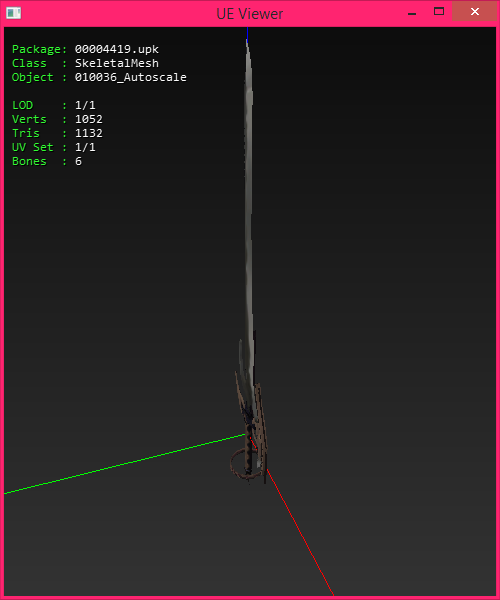 UE Viewer
Package: 00004419.upk
Class  : SkeletalMesh
Object : 010036_Autoscale
LOD    : 1/1
Verts  : 1052
Tris   : 1132
UV Set : 1/1
Bones  : 6